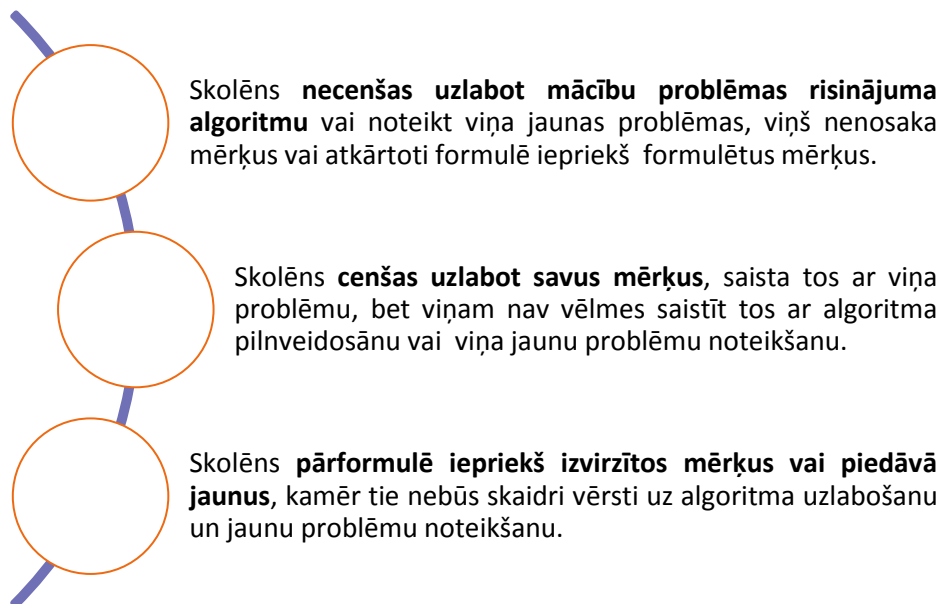 Skolēns necenšas uzlabot mācību problēmas risinājuma
algoritmu vai noteikt viņa jaunas problēmas, viņš nenosaka
mērķus vai atkārtoti formulē iepriekš formulētus mērķus.
Skolēns cenšas uzlabot savus mērķus, saista tos ar viņa
problēmu, bet viņam nav vēlmes saistīt tos ar algoritma
pilnveidosānu vai viņa jaunu problēmu noteikšanu.
Skolēns pārformulē iepriekš izvirzītos mērķus vai piedāvā
jaunus, kamēr tie nebūs skaidri vērsti uz algoritma uzlabošanu
un jaunu problēmu noteikšanu.